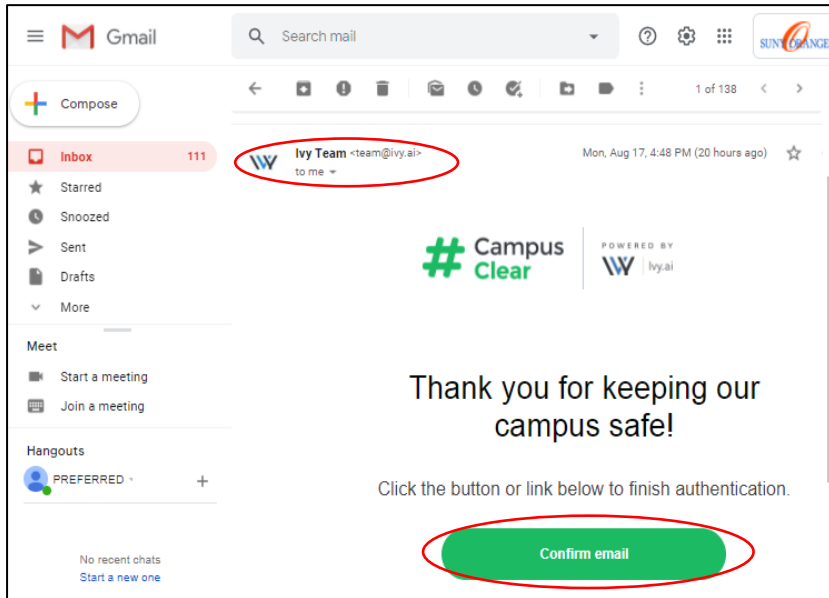 Gmail
Search mail
SUNY ORANGE
Compose
1 of 138
Inbox 111
Starred
Snoozed
Sent
Drafts
More
Meet
Start a meeting
Join a meeting
Hangouts
PREFERRED
No recent chats
Start a new one
Ivy Team <team@ivy.ai>
Mon, Aug 17, 4:48 PM (20 hours ago)
to me
# Campus
Clear
POWERED BY
Ivy.ai
Thank you for keeping our
campus safe!
Click the button or link below to finish authentication.
Confirm email